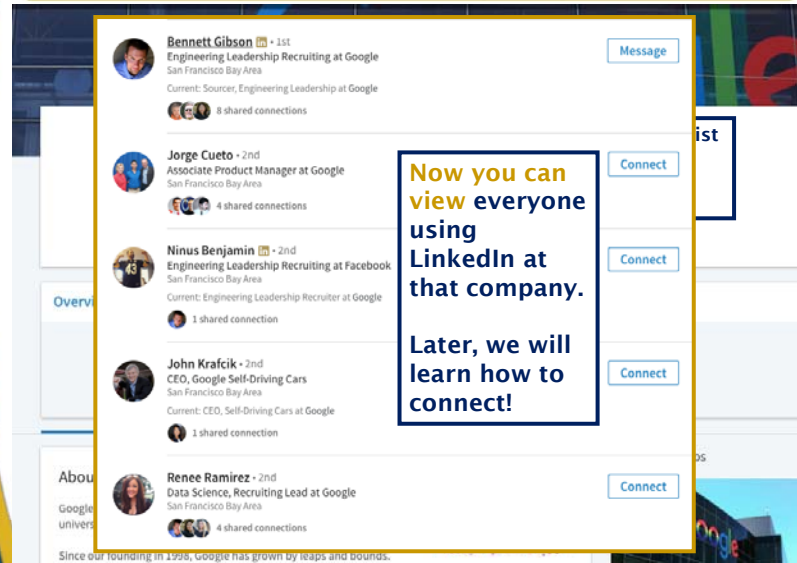 Bennett Gibson in • 1st
Engineering Leadership Recruiting at Google
San Francisco Bay Area
Current: Sourcer, Engineering Leadership at Google
8 shared connections
Message
Jorge Cueto • 2nd
Associate Product Manager at Google
San Francisco Bay Area
4 shared connections
Connect
ist
Now you can
view everyone
using
LinkedIn at
that company.
Later, we will
learn how to
connect!
Ninus Benjamin in • 2nd
Engineering Leadership Recruiting at Facebook
San Francisco Bay Area
Current: Engineering Leadership Recruiter at Google
1 shared connection
Connect
Overvi
John Krafcik • 2nd
CEO, Google Self-Driving Cars
San Francisco Bay Area
Current: CEO, Self-Driving Cars at Google
1 shared connection
Connect
Renee Ramirez • 2nd
Data Science, Recruiting Lead at Google
San Francisco Bay Area
4 shared connections
Connect
os
Abou
Google
univers
Since our founding in 1998, Google has grown by leaps and bounds.
oogle
le
43